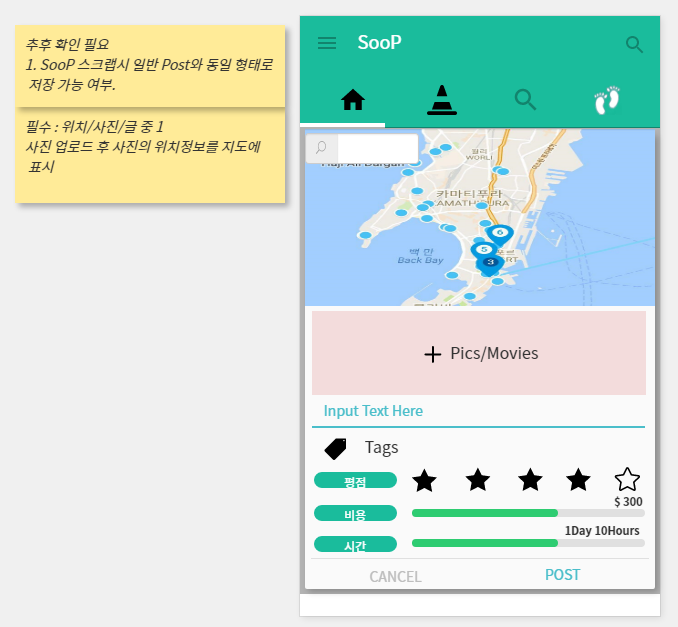 추후 확인 필요
1. SooP 스크랩시 일반 Post와 동일 형태로
저장 가능 여부.
필수 : 위치/사진/글 중 1
사진 업로드 후 사진의 위치정보를 지도에
표시
SooP
월리
WORLI
카마티푸라
KAMATHIPURA
백 만
Back Bay
6
5
3
Pics/Movies
Input Text Here
Tags
평점
$ 300
비용
1Day 10Hours
시간
CANCEL
POST